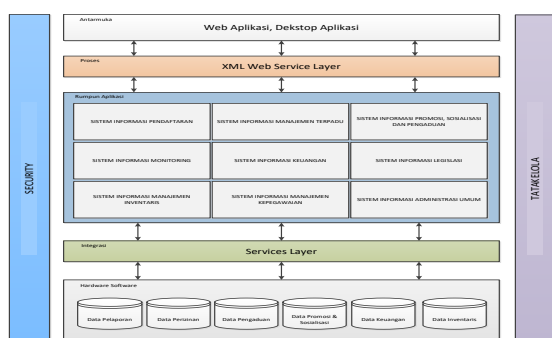 Antarmuka
Web Aplikasi, Dekstop Aplikasi
Proses
XML Web Service Layer
Rumpun Aplikasi
SISTEM INFORMASI PENDAFTARAN
SISTEM INFORMASI MANAJEMEN TERPADU
SISTEM INFORMASI PROMOSI, SOSIALISASI
DAN PENGADUAN
SISTEM INFORMASI MONITORING
SISTEM INFORMASI KEUANGAN
SISTEM INFORMASI LEGISLASI
SISTEM INFORMASI MANAJEMEN
INVENTARIS
SISTEM INFORMASI MANAJEMEN
KEPEGAWAIAN
SISTEM INFORMASI ADMINISTRASI UMUM
Integrasi
Services Layer
Hardware Software
Data Pelaporan
Data Perizinan
Data Pengaduan
Data Promosi &
Sosialisasi
Data Keuangan
Data Inventaris
SECURITY
TATAKELOLA